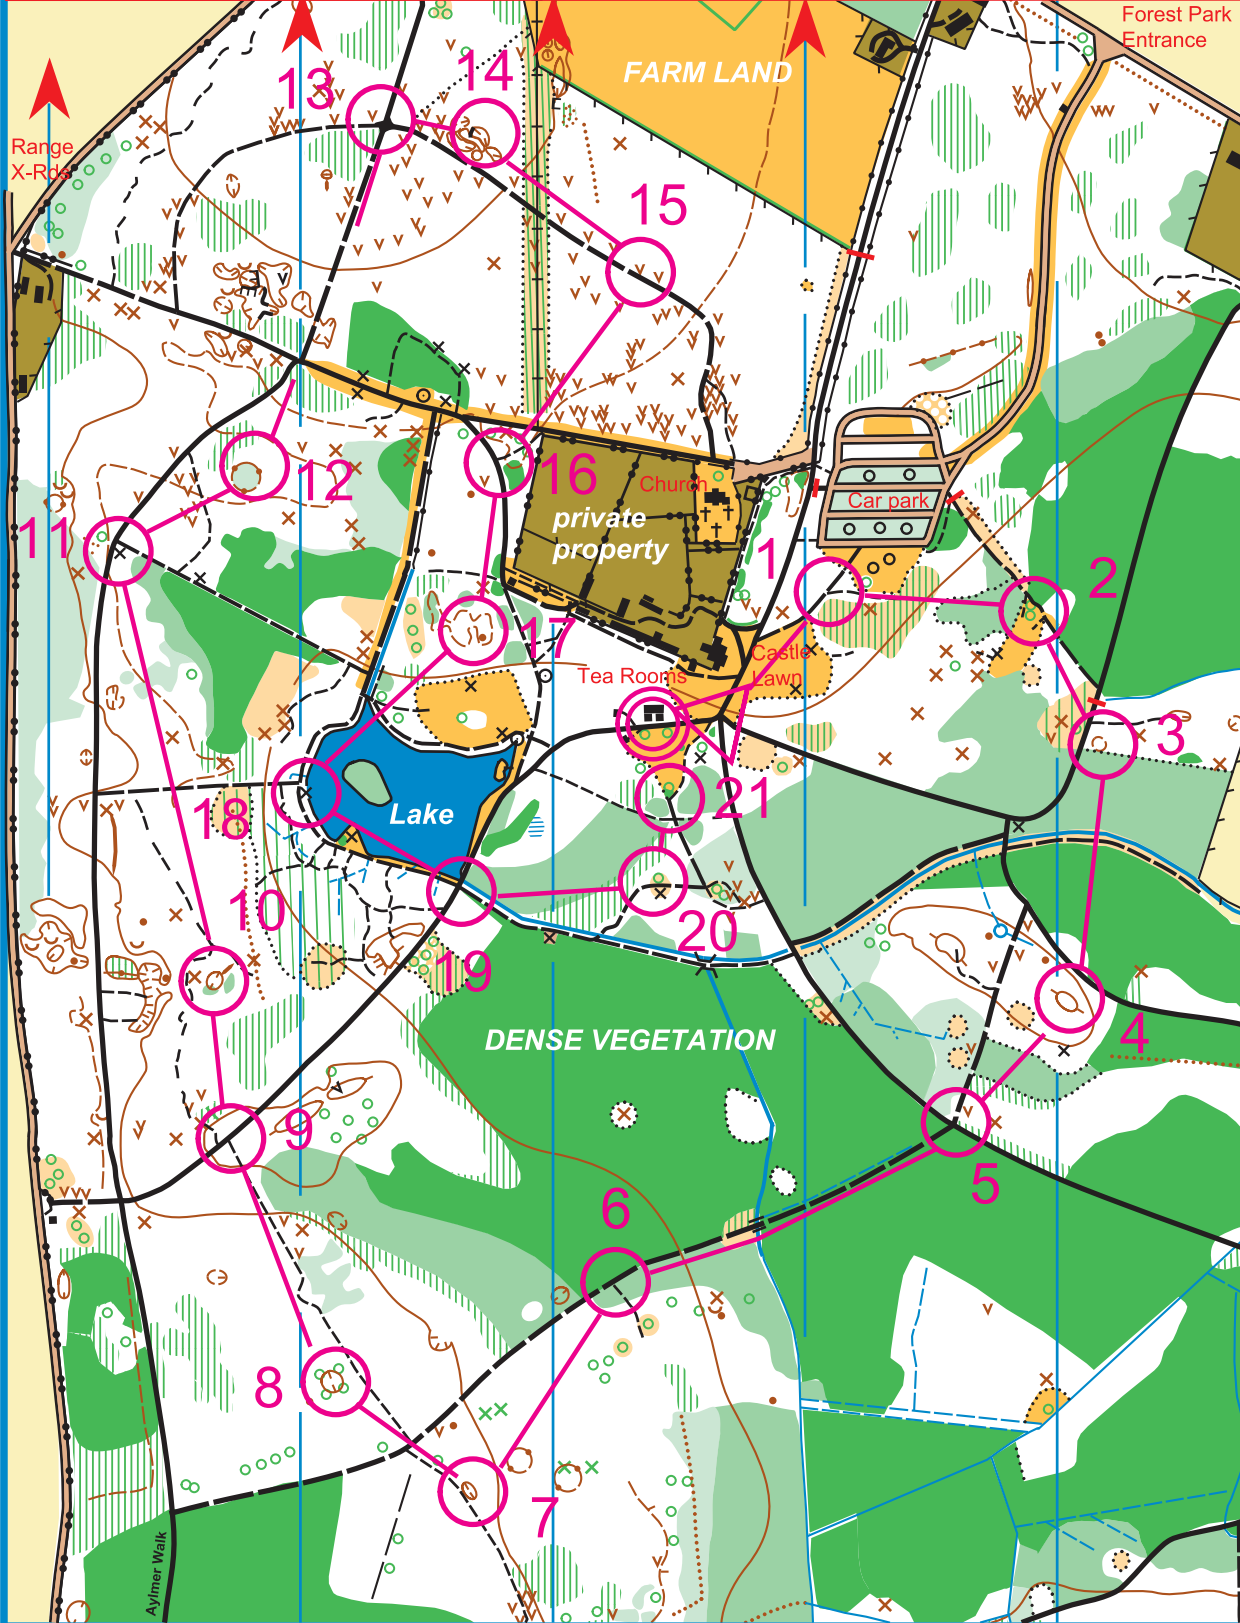 Forest Park
Entrance
FARM LAND
13
14
Range
X-Rds
15
12
16
Church
Car park
private
property
11
1
2
17
Castle
Lawn
Tea Rooms
3
18
Lake
21
10
19
20
DENSE VEGETATION
4
9
5
6
8
7
Aylmer Walk